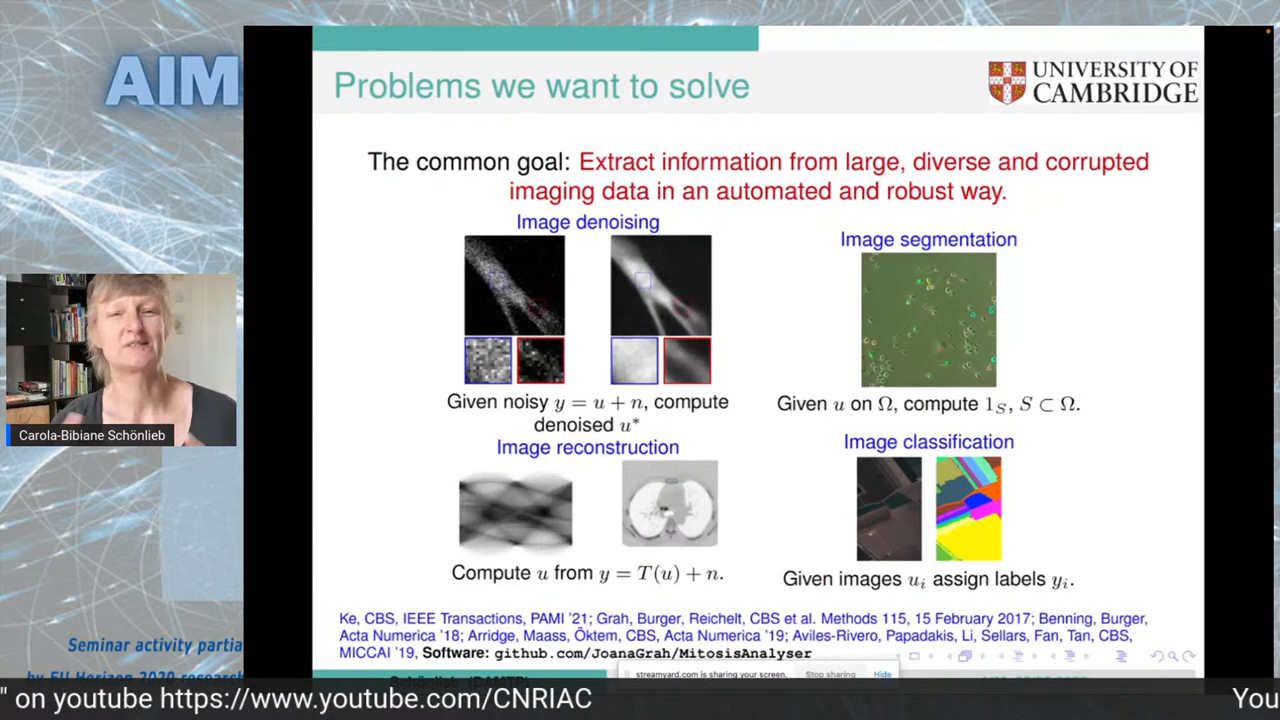 AIM
Problems we want to solve
UNIVERSITY OF
CAMBRIDGE
The common goal: Extract information from large, diverse and corrupted
imaging data in an automated and robust way.
Image denoising
Given noisy y = u + n, compute
denoised u*
Image segmentation
Given u on Ω, compute 1_S, S ⊂ Ω.
Image reconstruction
Compute u from y = T(u) + n.
Image classification
Given images u_i assign labels y_i.
Carola-Bibiane Schönlieb
Ke, CBS, IEEE Transactions, PAMI '21; Grah, Burger, Reichelt, CBS et al. Methods 115, 15 February 2017; Benning, Burger,
Acta Numerica '18; Arridge, Maass, Öktem, CBS, Acta Numerica '19; Aviles-Rivero, Papadakis, Li, Sellars, Fan, Tan, CBS,
MICCAI '19, Software: github.com/JoanaGrah/MitosisAnalyser
Seminar activity partia
by EU Horizon 2020 research
streamyard.com is sharing your screen. Stop sharing Hide
" on youtube https://www.youtube.com/CNRIAC You